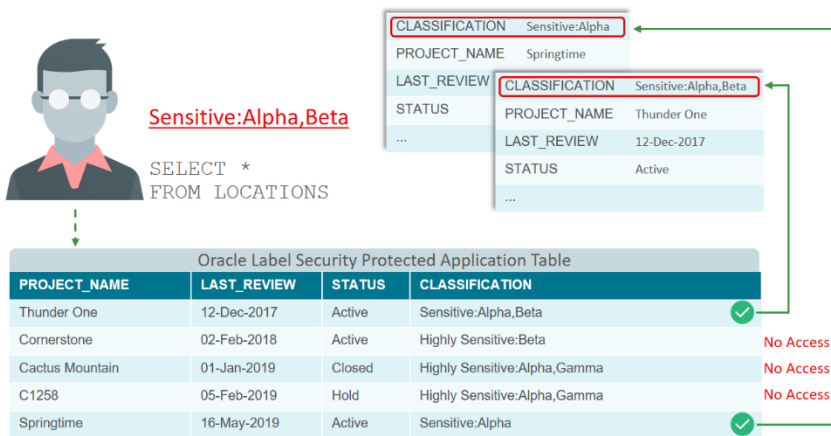 CLASSIFICATION Sensitive:Alpha
PROJECT_NAME Springtime
LAST_REVIEW
STATUS
...
CLASSIFICATION Sensitive:Alpha,Beta
PROJECT_NAME Thunder One
LAST_REVIEW 12-Dec-2017
STATUS Active
...
Sensitive:Alpha,Beta
SELECT *
FROM LOCATIONS
Oracle Label Security Protected Application Table
PROJECT_NAME LAST_REVIEW STATUS CLASSIFICATION
Thunder One 12-Dec-2017 Active Sensitive:Alpha,Beta
Cornerstone 02-Feb-2018 Active Highly Sensitive:Beta No Access
Cactus Mountain 01-Jan-2019 Closed Highly Sensitive:Alpha,Gamma No Access
C1258 05-Feb-2019 Hold Highly Sensitive:Alpha,Gamma No Access
Springtime 16-May-2019 Active Sensitive:Alpha